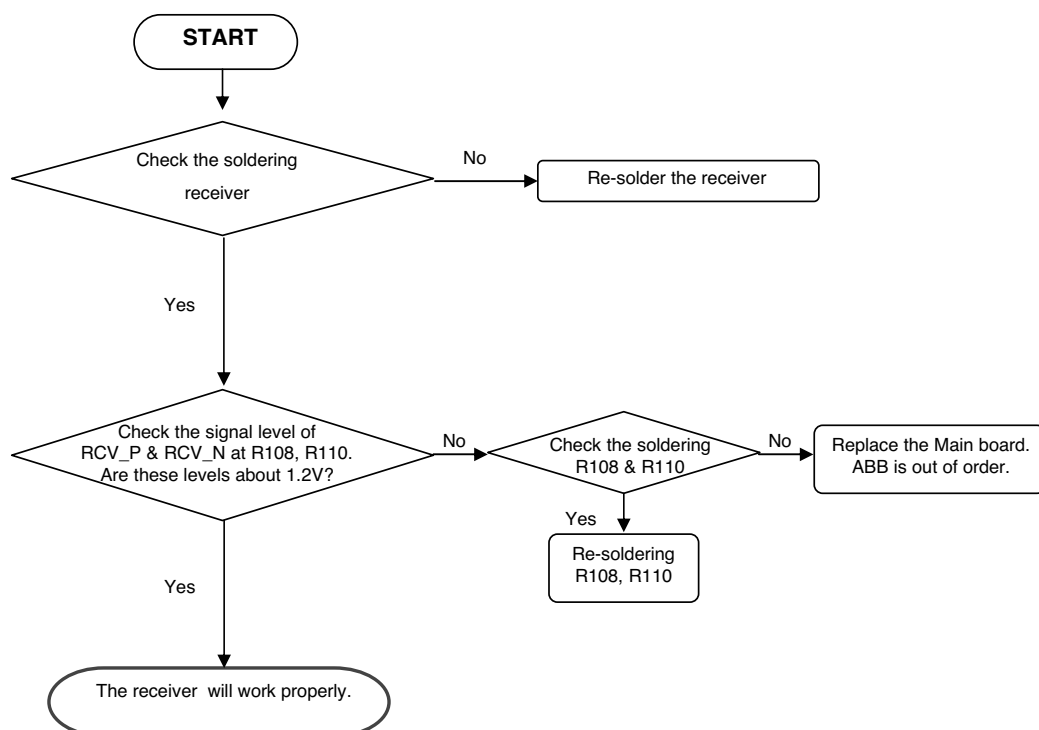 START
Check the soldering
receiver
No
Re-solder the receiver
Yes
Check the signal level of
RCV_P & RCV_N at R108, R110.
Are these levels about 1.2V?
No
Check the soldering
R108 & R110
No
Replace the Main board.
ABB is out of order.
Yes
Re-soldering
R108, R110
Yes
The receiver will work properly.